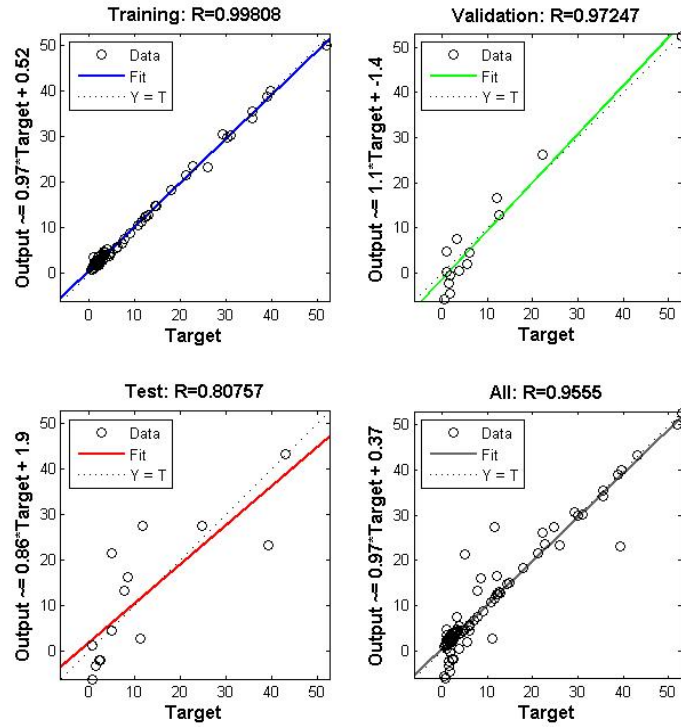 Training: R=0.99808
Output ~= 0.97*Target + 0.52
50
40
30
20
10
0
Data
Fit
Y = T
0 10 20 30 40 50
Target
Validation: R=0.97247
Output ~= 1.1*Target + -1.4
50
40
30
20
10
0
Data
Fit
Y = T
0 10 20 30 40 50
Target
Test: R=0.80757
Output ~= 0.86*Target + 1.9
50
40
30
20
10
0
Data
Fit
Y = T
0 10 20 30 40 50
Target
All: R=0.9555
Output ~= 0.97*Target + 0.37
50
40
30
20
10
0
Data
Fit
Y = T
0 10 20 30 40 50
Target